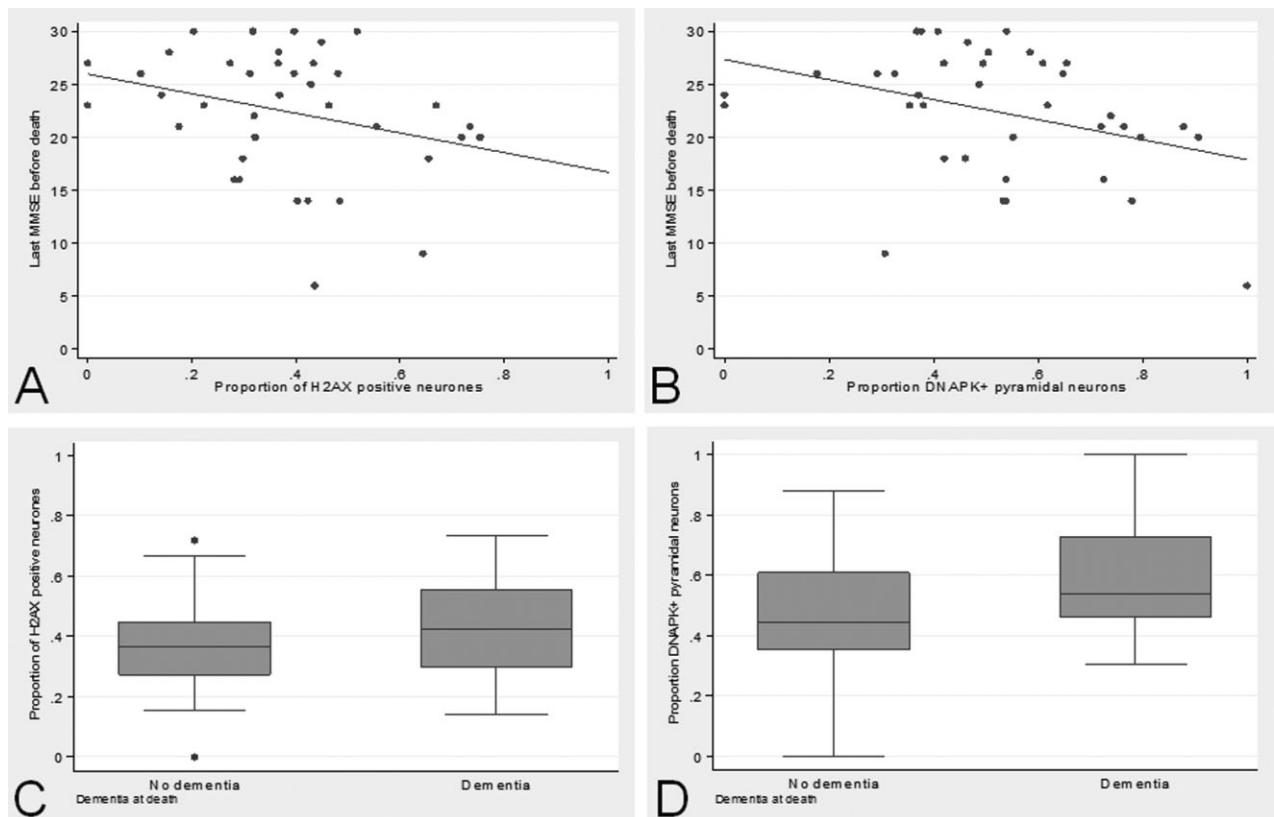 Last MMSE before death
30
25
20
15
10
5
0
0 .2 .4 .6 .8 1
Proportion of H2AX positive neurones
A
Last MMSE before death
30
25
20
15
10
5
0
0 .2 .4 .6 .8 1
Proportion DNAPK+ pyramidal neurons
B
Proportion of H2AX positive neurones
1
.8
.6
.4
.2
0
No dementia Dementia
Dementia at death
C
Proportion DNAPK+ pyramidal neurons
1
.8
.6
.4
.2
0
No dementia Dementia
Dementia at death
D